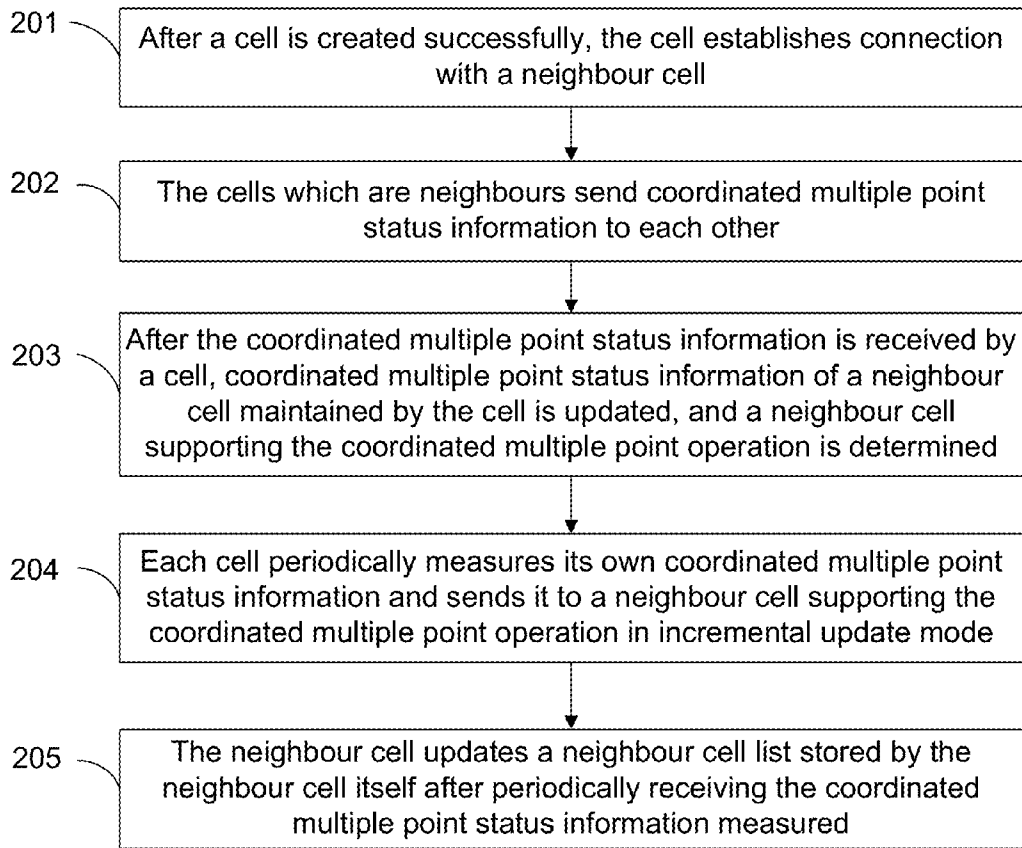 201
After a cell is created successfully, the cell establishes connection
with a neighbour cell
202
The cells which are neighbours send coordinated multiple point
status information to each other
203
After the coordinated multiple point status information is received by
a cell, coordinated multiple point status information of a neighbour
cell maintained by the cell is updated, and a neighbour cell
supporting the coordinated multiple point operation is determined
204
Each cell periodically measures its own coordinated multiple point
status information and sends it to a neighbour cell supporting the
coordinated multiple point operation in incremental update mode
205
The neighbour cell updates a neighbour cell list stored by the
neighbour cell itself after periodically receiving the coordinated
multiple point status information measured